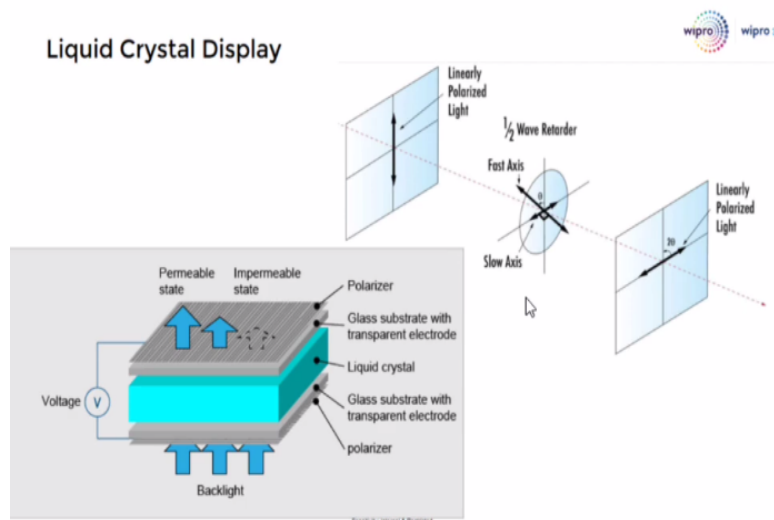 Liquid Crystal Display
wipro
wipro
Linearly
Polarized
Light
1/2 Wave Retarder
Fast Axis
θ
Slow Axis
Linearly
Polarized
Light
2θ
Permeable
state
Impermeable
state
Polarizer
Glass substrate with
transparent electrode
Liquid crystal
Glass substrate with
transparent electrode
polarizer
Voltage
V
Backlight